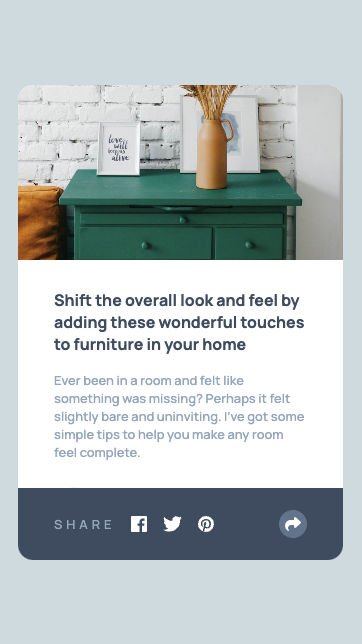 love
will
keep us
alive
Shift the overall look and feel by
adding these wonderful touches
to furniture in your home
Ever been in a room and felt like
something was missing? Perhaps it felt
slightly bare and uninviting. I've got some
simple tips to help you make any room
feel complete.
SHARE